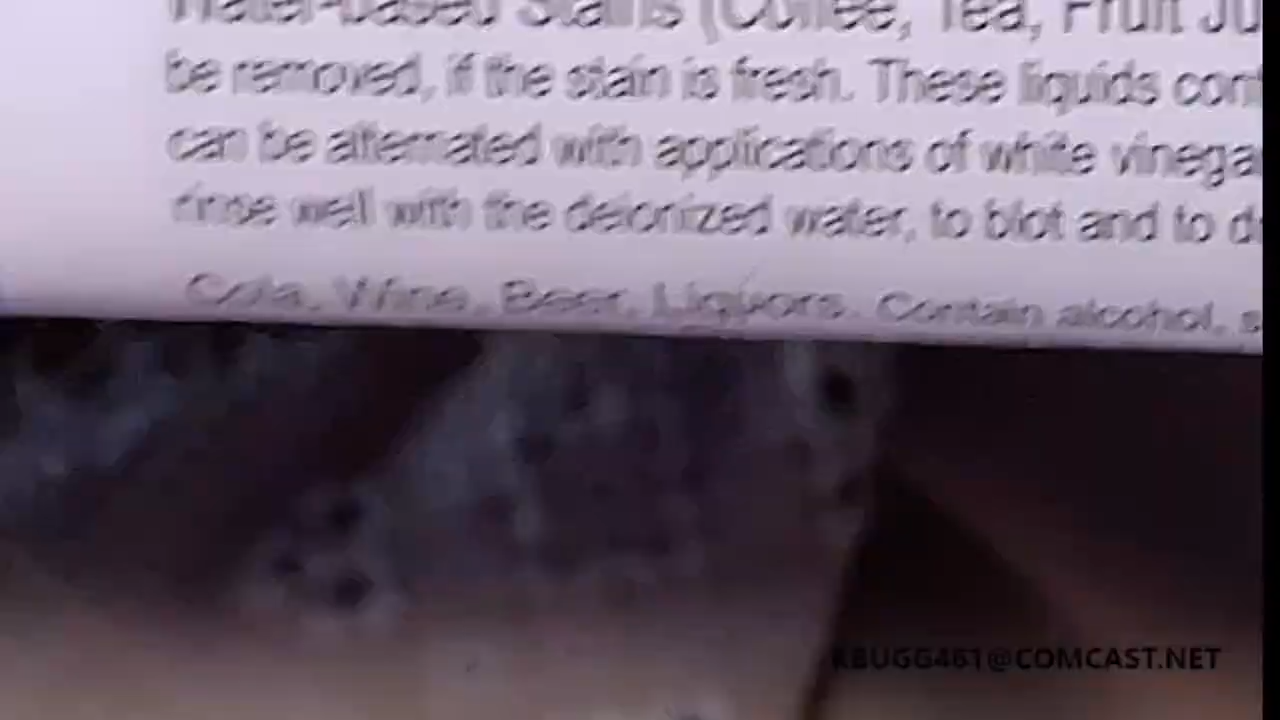 Water-based Stains (Coffee, Tea, Fruit Ju
be removed, if the stain is fresh. These liquids cont
can be alternated with applications of white vinegar
rinse well with the deionized water, to blot and to d
Cola, Wine, Beer, Liquors. Contain alcohol, s
KBUGG461@COMCAST.NET